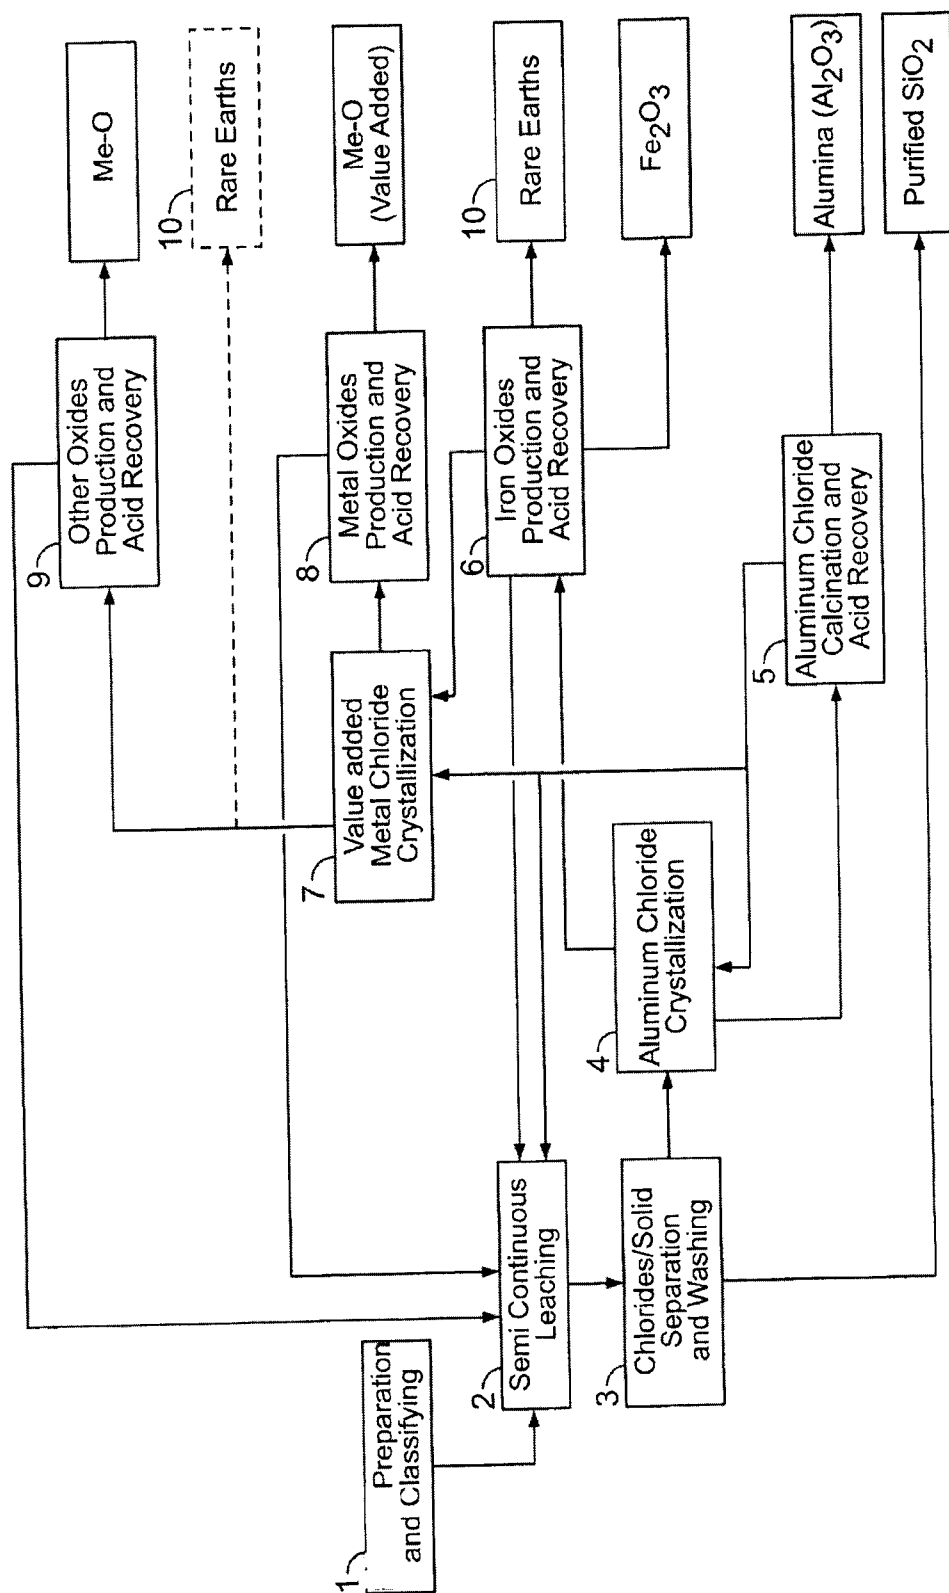 1
Preparation
and Classifying
2
Semi Continuous
Leaching
3
Chlorides/Solid
Separation
and Washing
4
Aluminum Chloride
Crystallization
5
Aluminum Chloride
Calcination and
Acid Recovery
6
Iron Oxides
Production and
Acid Recovery
7
Value added
Metal Chloride
Crystallization
8
Metal Oxides
Production and
Acid Recovery
9
Other Oxides
Production and
Acid Recovery
Me-O
10
Rare Earths
Me-O
(Value Added)
10
Rare Earths
Fe₂O₃
Alumina (Al₂O₃)
Purified SiO₂